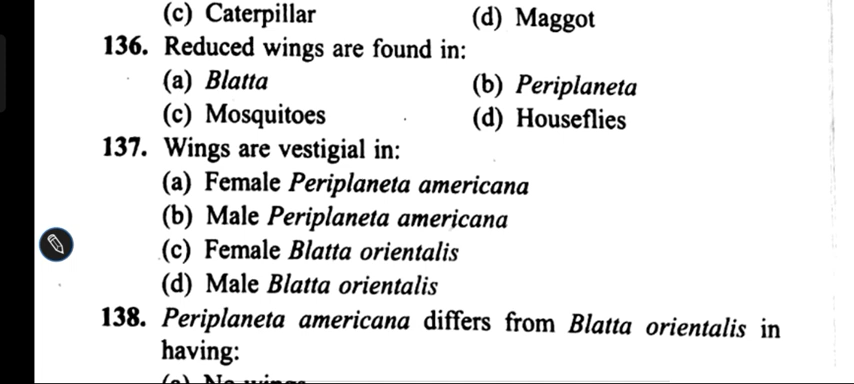 (c) Caterpillar (d) Maggot
136. Reduced wings are found in:
(a) Blatta (b) Periplaneta
(c) Mosquitoes (d) Houseflies
137. Wings are vestigial in:
(a) Female Periplaneta americana
(b) Male Periplaneta americana
(c) Female Blatta orientalis
(d) Male Blatta orientalis
138. Periplaneta americana differs from Blatta orientalis in
having:
(a) No wings